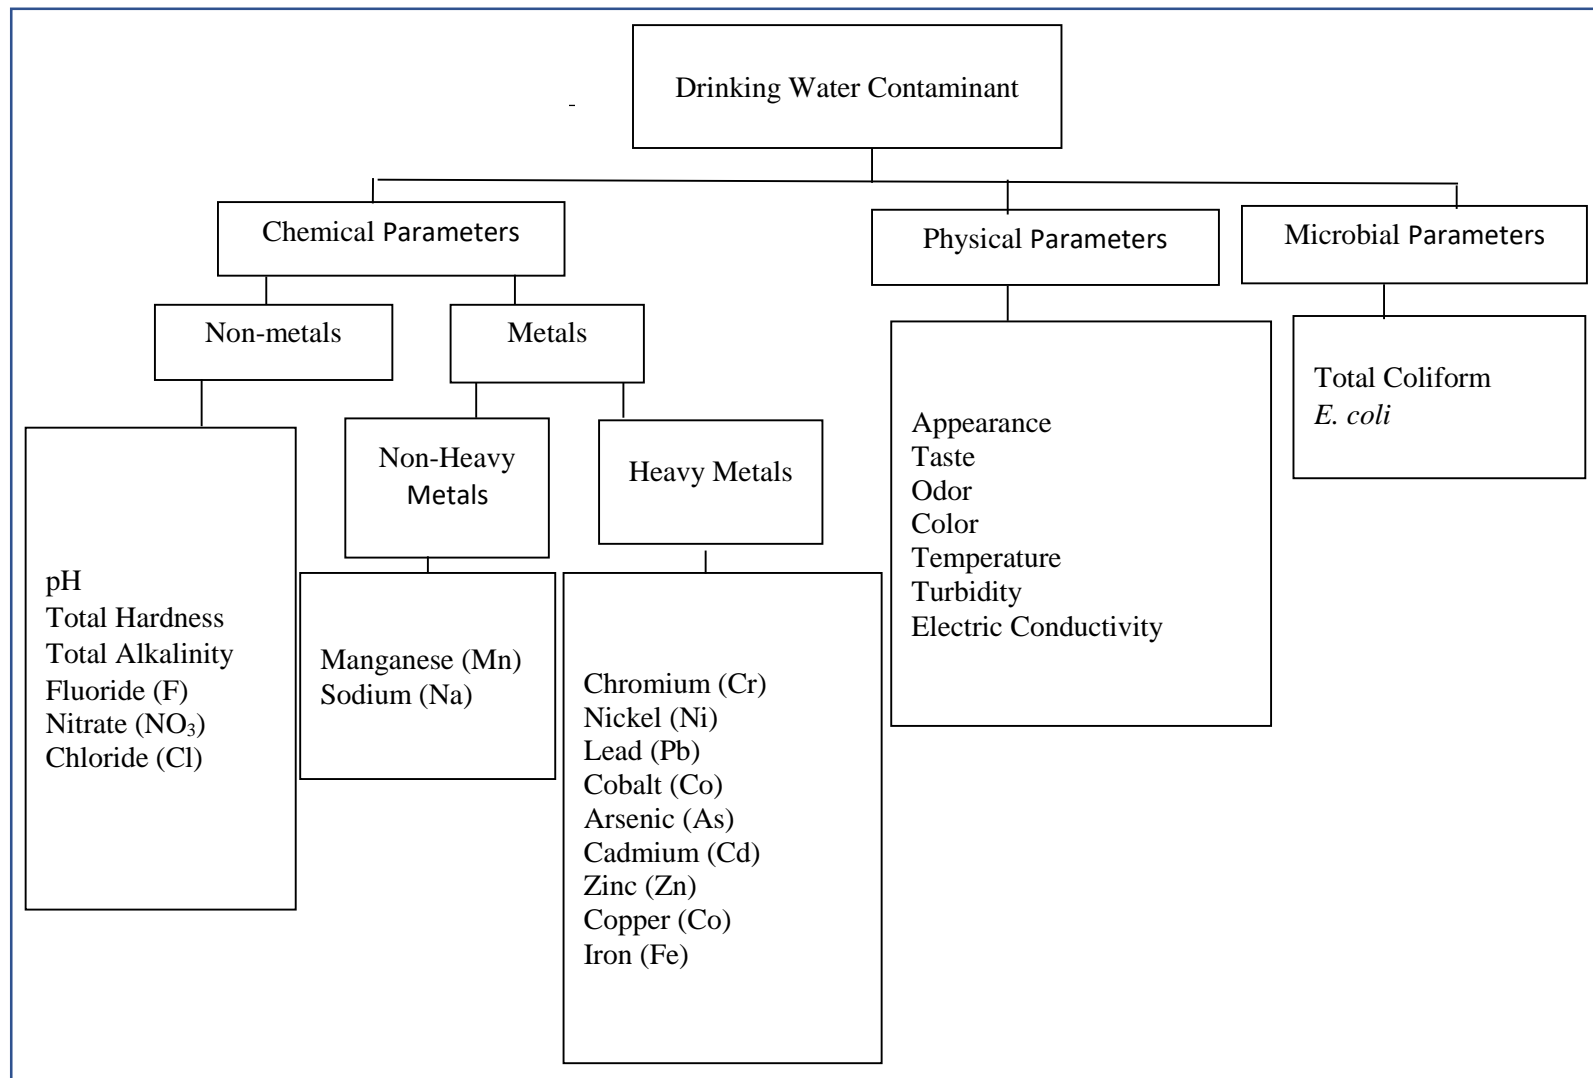 Drinking Water Contaminant
Chemical Parameters
Physical Parameters
Microbial Parameters
Non-metals
Metals
Non-Heavy
Metals
Heavy Metals
pH
Total Hardness
Total Alkalinity
Fluoride (F)
Nitrate (NO₃)
Chloride (Cl)
Manganese (Mn)
Sodium (Na)
Chromium (Cr)
Nickel (Ni)
Lead (Pb)
Cobalt (Co)
Arsenic (As)
Cadmium (Cd)
Zinc (Zn)
Copper (Co)
Iron (Fe)
Appearance
Taste
Odor
Color
Temperature
Turbidity
Electric Conductivity
Total Coliform
E. coli